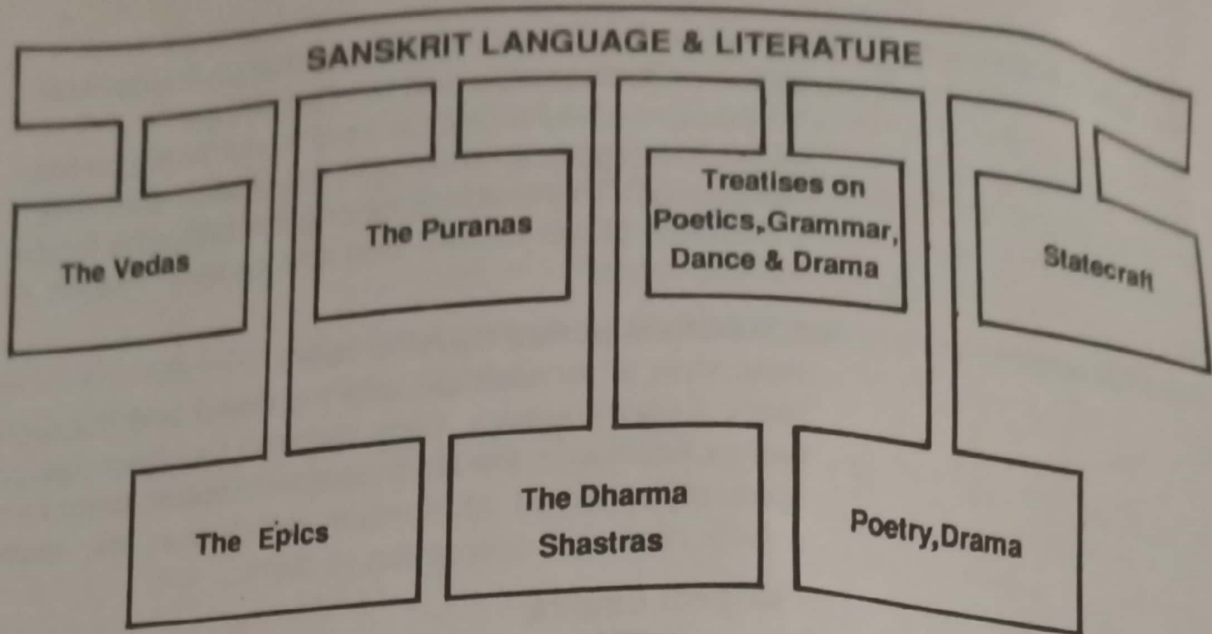 SANSKRIT LANGUAGE & LITERATURE
The Vedas
The Puranas
Treatises on
Poetics,Grammar,
Dance & Drama
Statecraft
The Epics
The Dharma
Shastras
Poetry,Drama